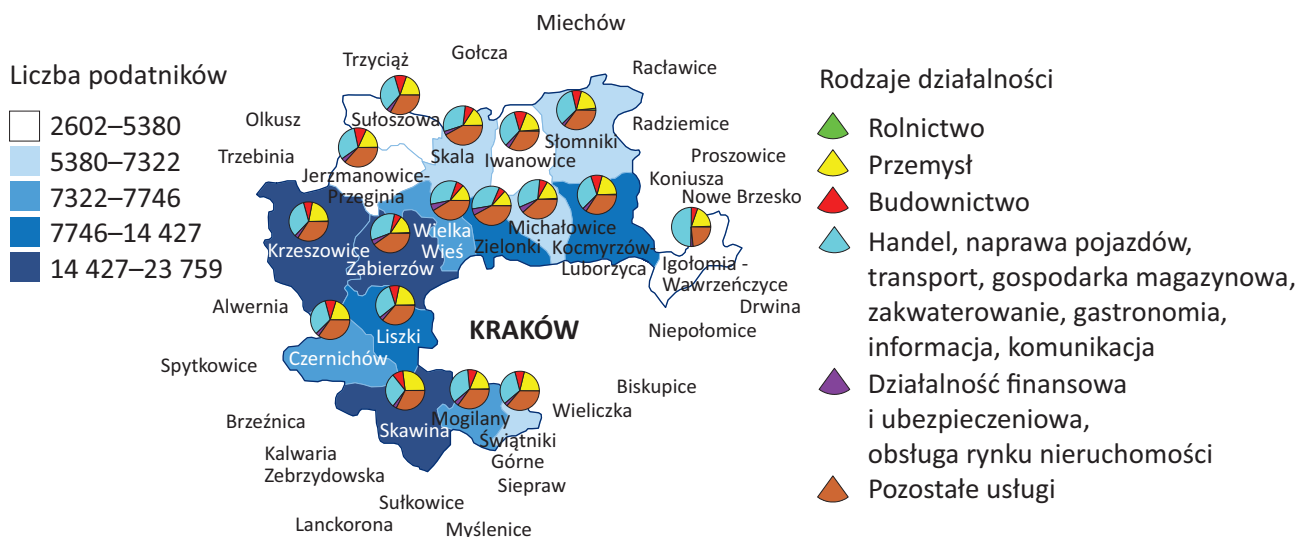 Liczba podatników
2602–5380
5380–7322
7322–7746
7746–14 427
14 427–23 759
Miechów
Gołcza
Trzyciąż
Racławice
Olkusz
Sułoszowa
Radziemice
Trzebinia
Skala
Iwanowice
Słomniki
Proszowice
Jerzmanowice-
Przeginia
Koniusza
Nowe Brzesko
Krzeszowice
Zabierzów
Wielka
Wieś
Zielonki
Michałowice
Kocmyrzów-
Luborzyca
Igołomia -
Wawrzeńczyce
Drwina
Alwernia
Liszki
KRAKÓW
Niepołomice
Czernichów
Spytkowice
Biskupice
Wieliczka
Brzeźnica
Skawina
Mogilany
Świątniki
Górne
Siepraw
Kalwaria
Zebrzydowska
Sułkowice
Lanckorona
Myślenice
Rodzaje działalności
Rolnictwo
Przemysł
Budownictwo
Handel, naprawa pojazdów,
transport, gospodarka magazynowa,
zakwaterowanie, gastronomia,
informacja, komunikacja
Działalność finansowa
i ubezpieczeniowa,
obsługa rynku nieruchomości
Pozostałe usługi